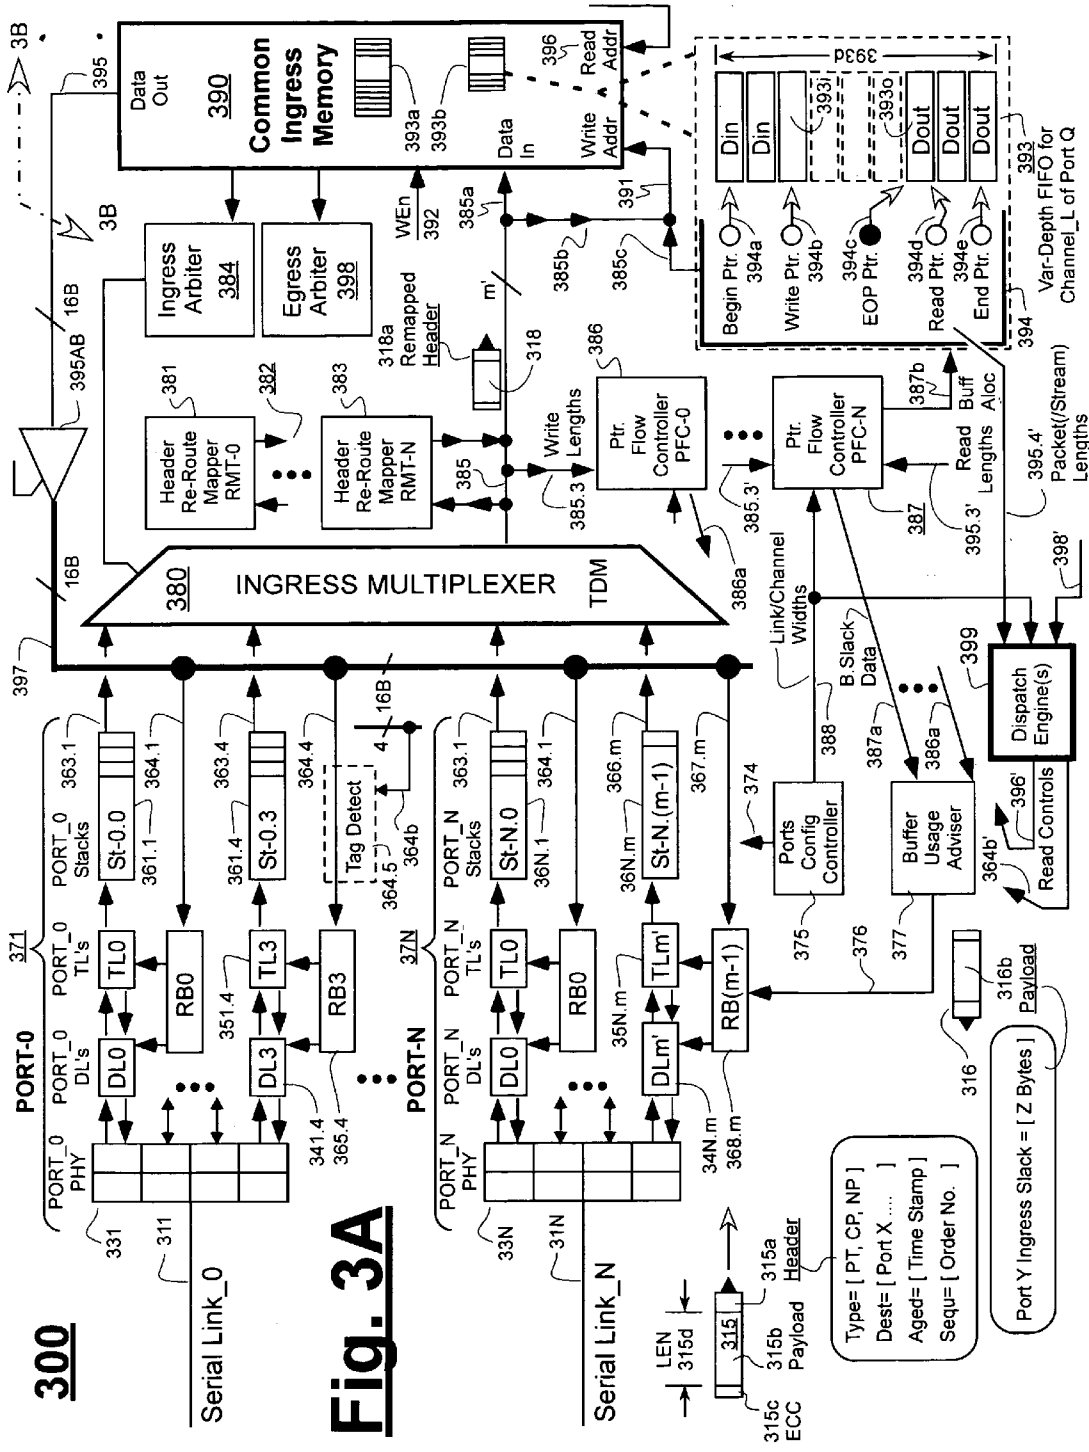 300
Fig. 3A
PORT-0
371
PORT_0
PHY
PORT_0
DL's
PORT_0
TL's
PORT_0
Stacks
331
311
Serial Link_0
DL0
TL0
St-0.0
363.1
361.1
364.1
RB0
DL3
TL3
St-0.3
351.4
361.4
363.4
364.4
RB3
341.4
365.4
Tag Detect
364.5
364b
4
16B
397
PORT-N
37N
PORT_N
PHY
PORT_N
DL's
PORT_N
TL's
PORT_N
Stacks
33N
31N
Serial Link_N
DL0
TL0
St-N.0
363.1
36N.1
364.1
RB0
DLm'
TLm'
St-N.(m-1)
35N.m
36N.m
366.m
367.m
RB(m-1)
34N.m
368.m
INGRESS MULTIPLEXER
380
TDM
16B
16B
395AB
395
3B
3B
Header
Re-Route
Mapper
RMT-0
381
382
Header
Re-Route
Mapper
RMT-N
383
385
Ingress
Arbiter
384
Egress
Arbiter
398
318a
Remapped
Header
318
m'
Data
Out
390
Common
Ingress
Memory
393a
393b
WEn
392
Data
In
385a
385b
385c
391
Write
Addr
396
Read
Addr
Write
Lengths
385.3
Ptr.
Flow
Controller
PFC-0
386
386a
385.3'
Ptr.
Flow
Controller
PFC-N
387
387b
Buff
Aloc
Read
Lengths
395.3'
395.4'
Packet(/Stream)
Lengths
Begin Ptr.
394a
Write Ptr.
394b
EOP Ptr.
394c
Read Ptr.
394d
End Ptr.
394e
394
Din
Din
393i
393o
Dout
Dout
Dout
393d
393
Var-Depth FIFO for
Channel_L of Port Q
374
Ports
Config
Controller
375
Link/Channel
Widths
388
B.Slack
Data
387a
386a
Buffer
Usage
Adviser
376
377
364b'
Read Controls
396'
Dispatch
Engine(s)
399
398'
LEN
315d
315
315a
Header
315b
Payload
315c
ECC
Type= [ PT, CP, NP ]
Dest= [ Port X ..... ]
Aged= [ Time Stamp ]
Sequ= [ Order No. ]
316
316b
Payload
Port Y Ingress Slack = [ Z Bytes ]